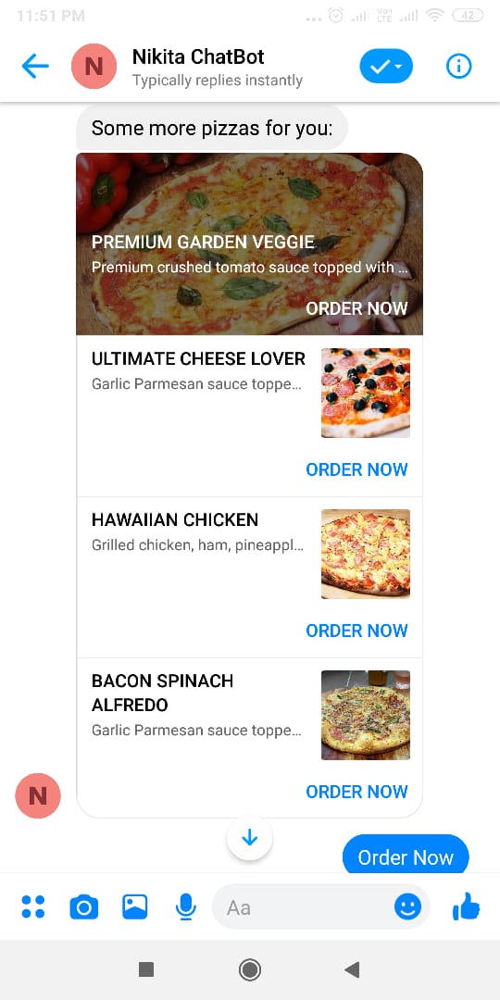 11:51 PM
Vo
LTE
42
N
Nikita ChatBot
Typically replies instantly
Some more pizzas for you:
PREMIUM GARDEN VEGGIE
Premium crushed tomato sauce topped with ...
ORDER NOW
ULTIMATE CHEESE LOVER
Garlic Parmesan sauce toppe...
ORDER NOW
HAWAIIAN CHICKEN
Grilled chicken, ham, pineappl...
ORDER NOW
BACON SPINACH
ALFREDO
Garlic Parmesan sauce toppe...
N
ORDER NOW
Order Now
Aa